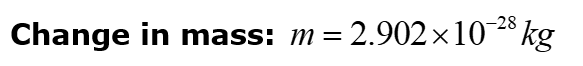 Change in mass: m = 2.902×10⁻²⁸ kg